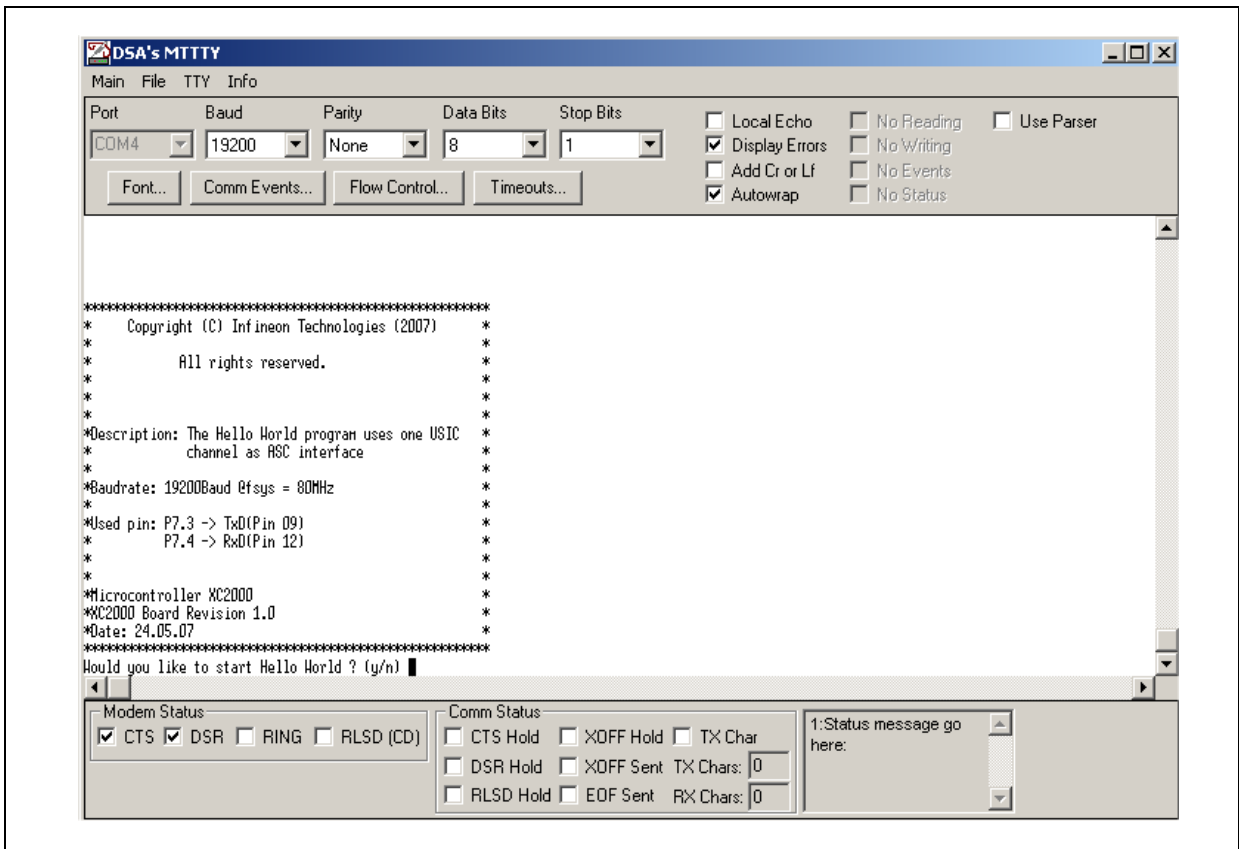 DSA's MTTTY
Main File TTY Info
Port Baud Parity Data Bits Stop Bits
COM4 19200 None 8 1
Font... Comm Events... Flow Control... Timeouts...
Local Echo No Reading Use Parser
Display Errors No Writing
Add Cr or Lf No Events
Autowrap No Status
******************************************************
* Copyright (C) Infineon Technologies (2007) *
* *
* All rights reserved. *
* *
* *
* *
*Description: The Hello World program uses one USIC *
* channel as ASC interface *
* *
*Baudrate: 19200Baud @fsys = 80MHz *
* *
*Used pin: P7.3 -> TxD(Pin 09) *
* P7.4 -> RxD(Pin 12) *
* *
* *
*Microcontroller XC2000 *
*XC2000 Board Revision 1.0 *
*Date: 24.05.07 *
******************************************************
Would you like to start Hello World ? (y/n)
Modem Status
CTS DSR RING RLSD (CD)
Comm Status
CTS Hold XOFF Hold TX Char
DSR Hold XOFF Sent TX Chars: 0
RLSD Hold EOF Sent RX Chars: 0
1:Status message go
here: